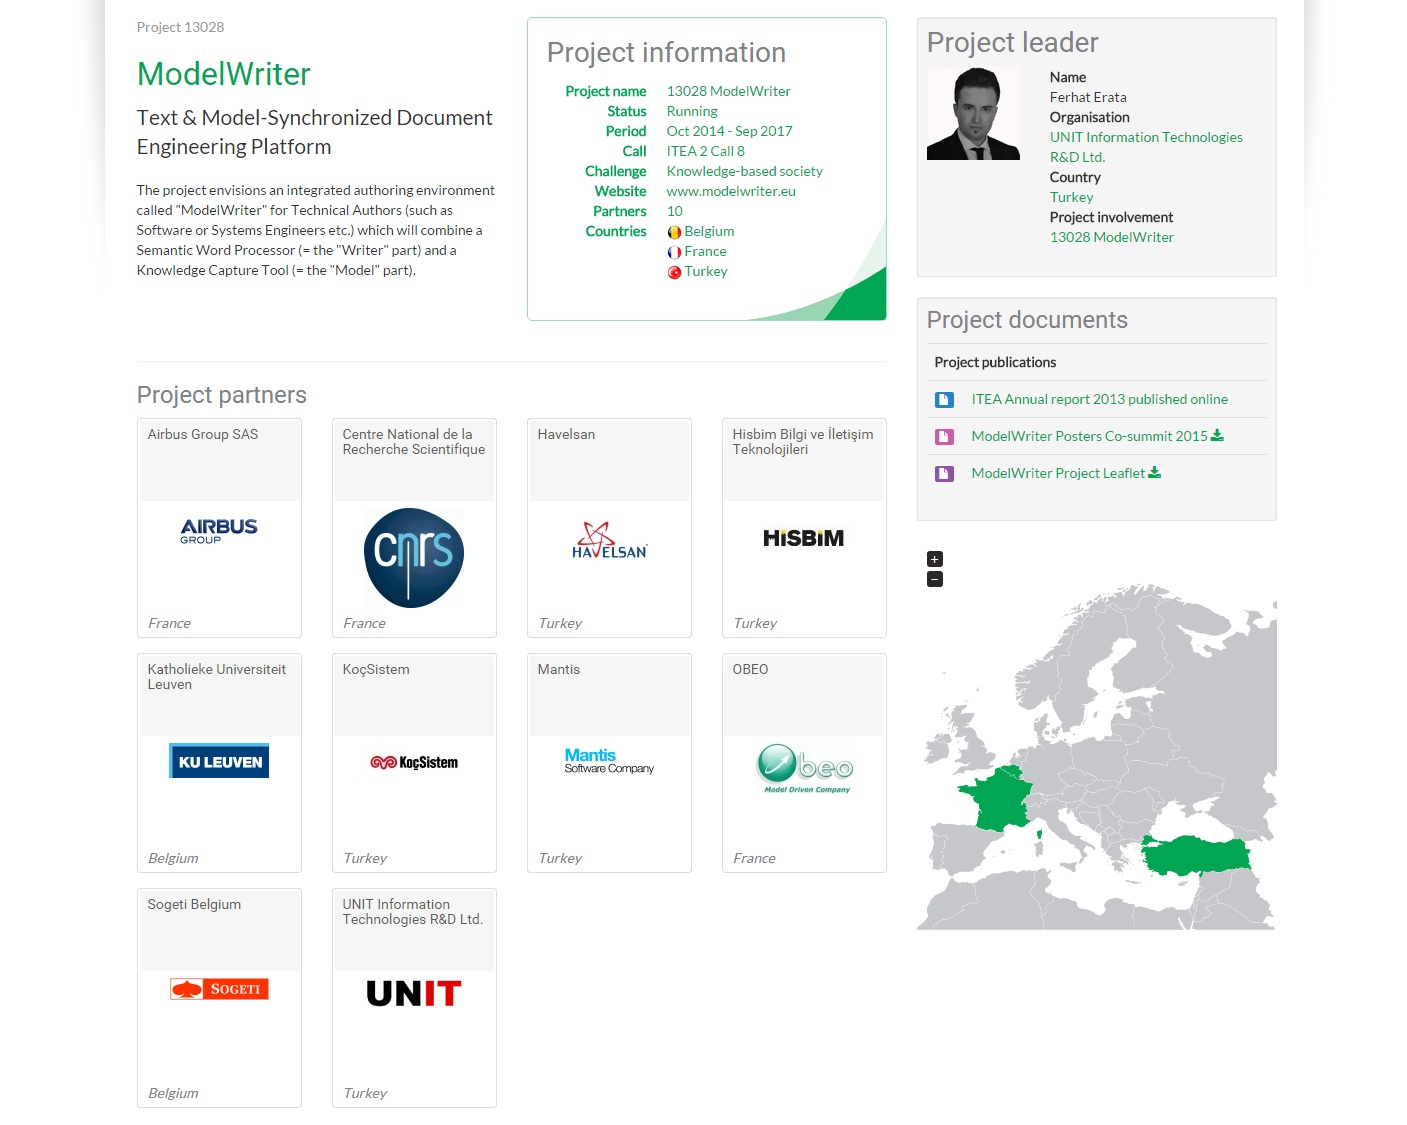 Project 13028
ModelWriter
Text & Model-Synchronized Document
Engineering Platform
The project envisions an integrated authoring environment
called "ModelWriter" for Technical Authors (such as
Software or Systems Engineers etc.) which will combine a
Semantic Word Processor (= the "Writer" part) and a
Knowledge Capture Tool (= the "Model" part).
Project information
Project name 13028 ModelWriter
Status Running
Period Oct 2014 - Sep 2017
Call ITEA 2 Call 8
Challenge Knowledge-based society
Website www.modelwriter.eu
Partners 10
Countries Belgium
France
Turkey
Project leader
Name
Ferhat Erata
Organisation
UNIT Information Technologies
R&D Ltd.
Country
Turkey
Project involvement
13028 ModelWriter
Project documents
Project publications
ITEA Annual report 2013 published online
ModelWriter Posters Co-summit 2015
ModelWriter Project Leaflet
+
−
Project partners
Airbus Group SAS
AIRBUS
GROUP
France
Centre National de la
Recherche Scientifique
cnrs
France
Havelsan
HAVELSAN
Turkey
Hisbim Bilgi ve İletişim
Teknolojileri
HiSBiM
Turkey
Katholieke Universiteit
Leuven
KU LEUVEN
Belgium
KoçSistem
KoçSistem
Turkey
Mantis
Mantis
Software Company
Turkey
OBEO
Obeo
Model Driven Company
France
Sogeti Belgium
SOGETI
Belgium
UNIT Information
Technologies R&D Ltd.
UNIT
Turkey